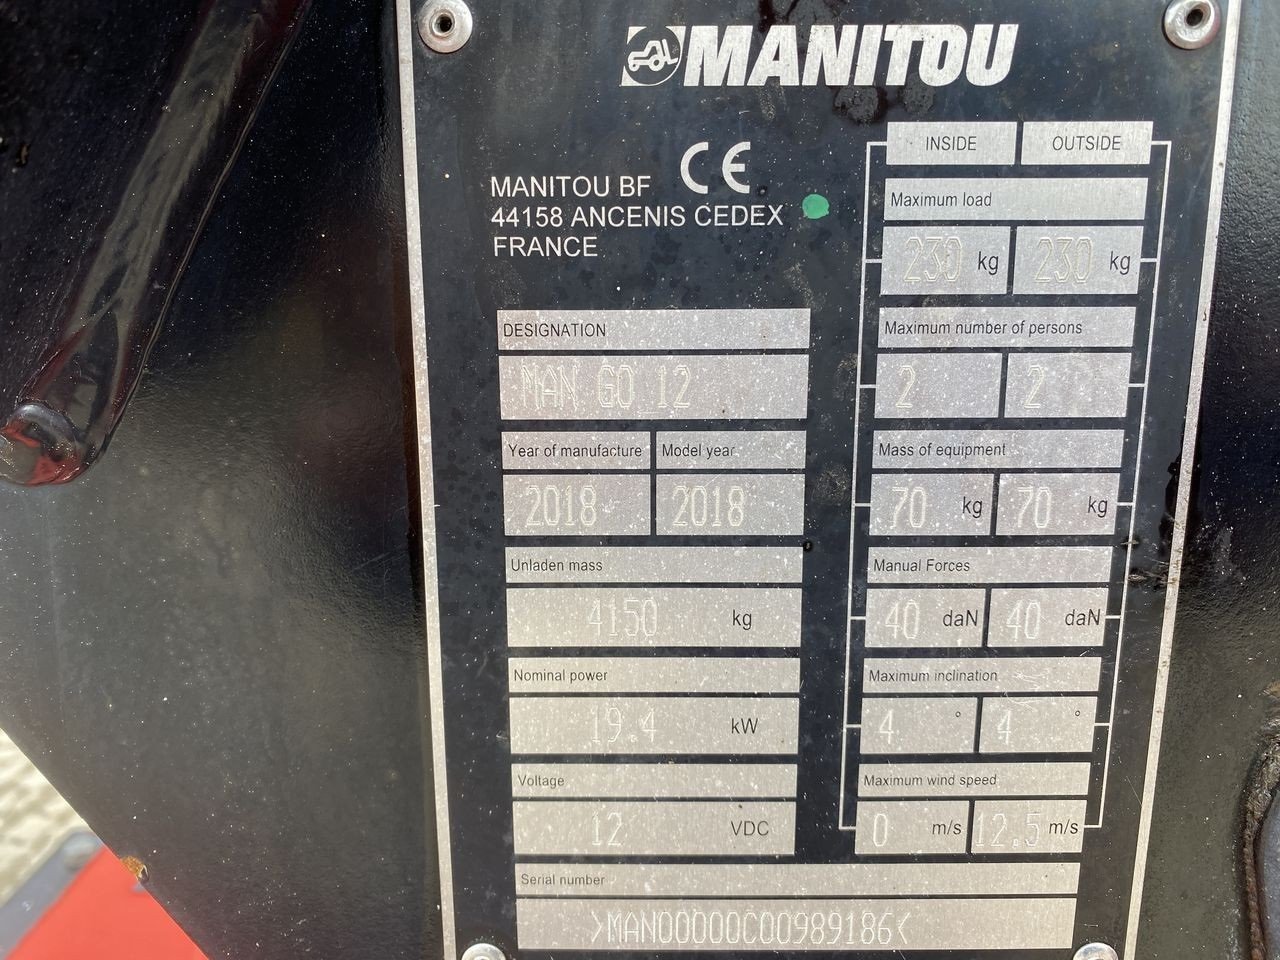 MANITOU
CE
MANITOU BF
44158 ANCENIS CEDEX
FRANCE
DESIGNATION
MAN GO 12
Year of manufacture Model year
2018 2018
Unladen mass
4150 kg
Nominal power
19.4 kW
Voltage
12 VDC
INSIDE OUTSIDE
Maximum load
230 kg 230 kg
Maximum number of persons
2 2
Mass of equipment
70 kg 70 kg
Manual Forces
40 daN 40 daN
Maximum inclination
4 ° 4 °
Maximum wind speed
0 m/s 12.5 m/s
Serial number
>MAN00000C00989186<